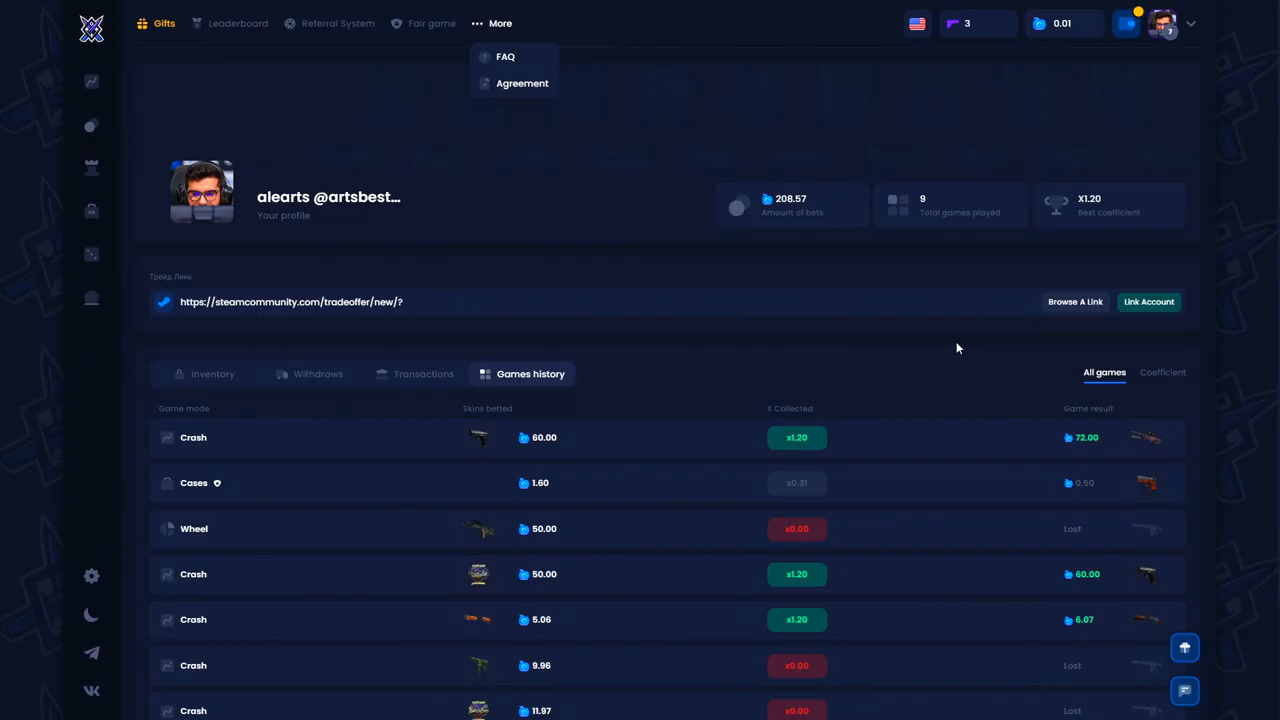 Gifts Leaderboard Referral System Fair game More 3 0.01
7
FAQ
Agreement
alearts @artsbest...
Your profile
208.57
Amount of bets
9
Total games played
X1.20
Best coefficient
Трейд Линк
https://steamcommunity.com/tradeoffer/new/? Browse A Link Link Account
Inventory Withdraws Transactions Games history All games Coefficient
Game mode Skins betted X Collected Game result
Crash 60.00 x1.20 72.00
Cases 1.60 x0.31 0.50
Wheel 50.00 x0.00 Lost
Crash 50.00 x1.20 60.00
Crash 5.06 x1.20 6.07
Crash 9.96 x0.00 Lost
Crash 11.97 x0.00 Lost